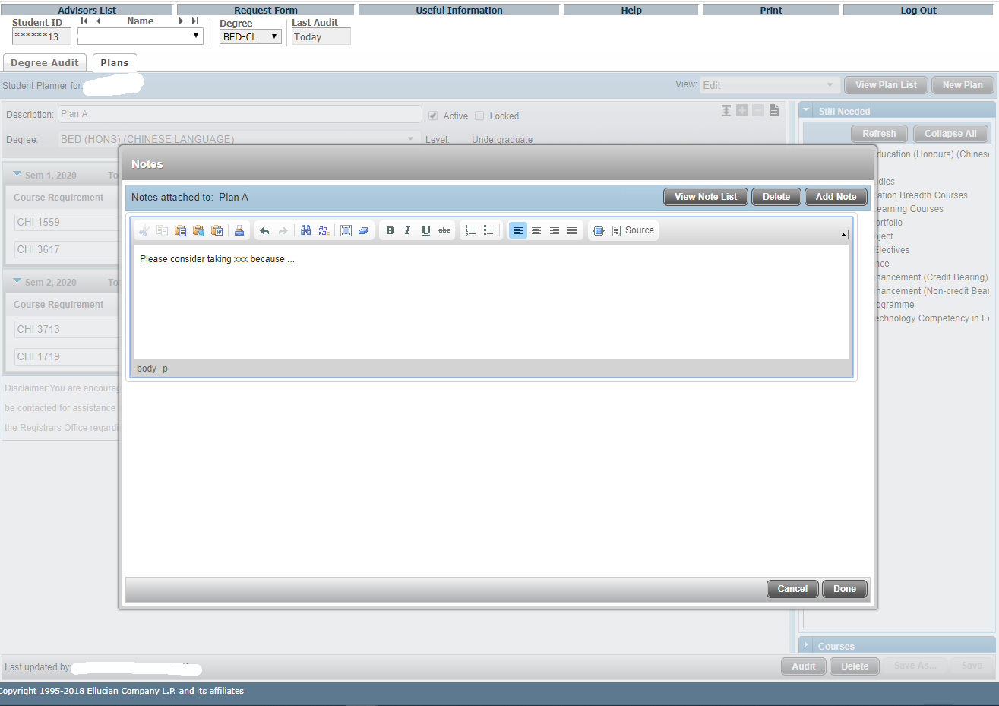 Advisors List Request Form Useful Information Help Print Log Out
Student ID Name Degree Last Audit
******13 BED-CL Today
Degree Audit Plans
Student Planner for: View: Edit View Plan List New Plan
Description: Plan A Active Locked
Degree: BED (HONS) (CHINESE LANGUAGE) Level: Undergraduate
Still Needed
Refresh Collapse All
Notes
Notes attached to: Plan A View Note List Delete Add Note
B I U abc Source
Please consider taking xxx because ...
body p
Cancel Done
Sem 1, 2020 To
Course Requirement
CHI 1559
CHI 3617
Sem 2, 2020 To
Course Requirement
CHI 3713
CHI 1719
Disclaimer:You are encourag
be contacted for assistance
the Registrars Office regardi
ducation (Honours) (Chines
dies
ation Breadth Courses
earning Courses
ortfolio
ject
Electives
nce
hancement (Credit Bearing)
hancement (Non-credit Bear
ogramme
echnology Competency in E
Courses
Last updated by: Audit Delete Save As... Save
Copyright 1995-2018 Ellucian Company L.P. and its affiliates